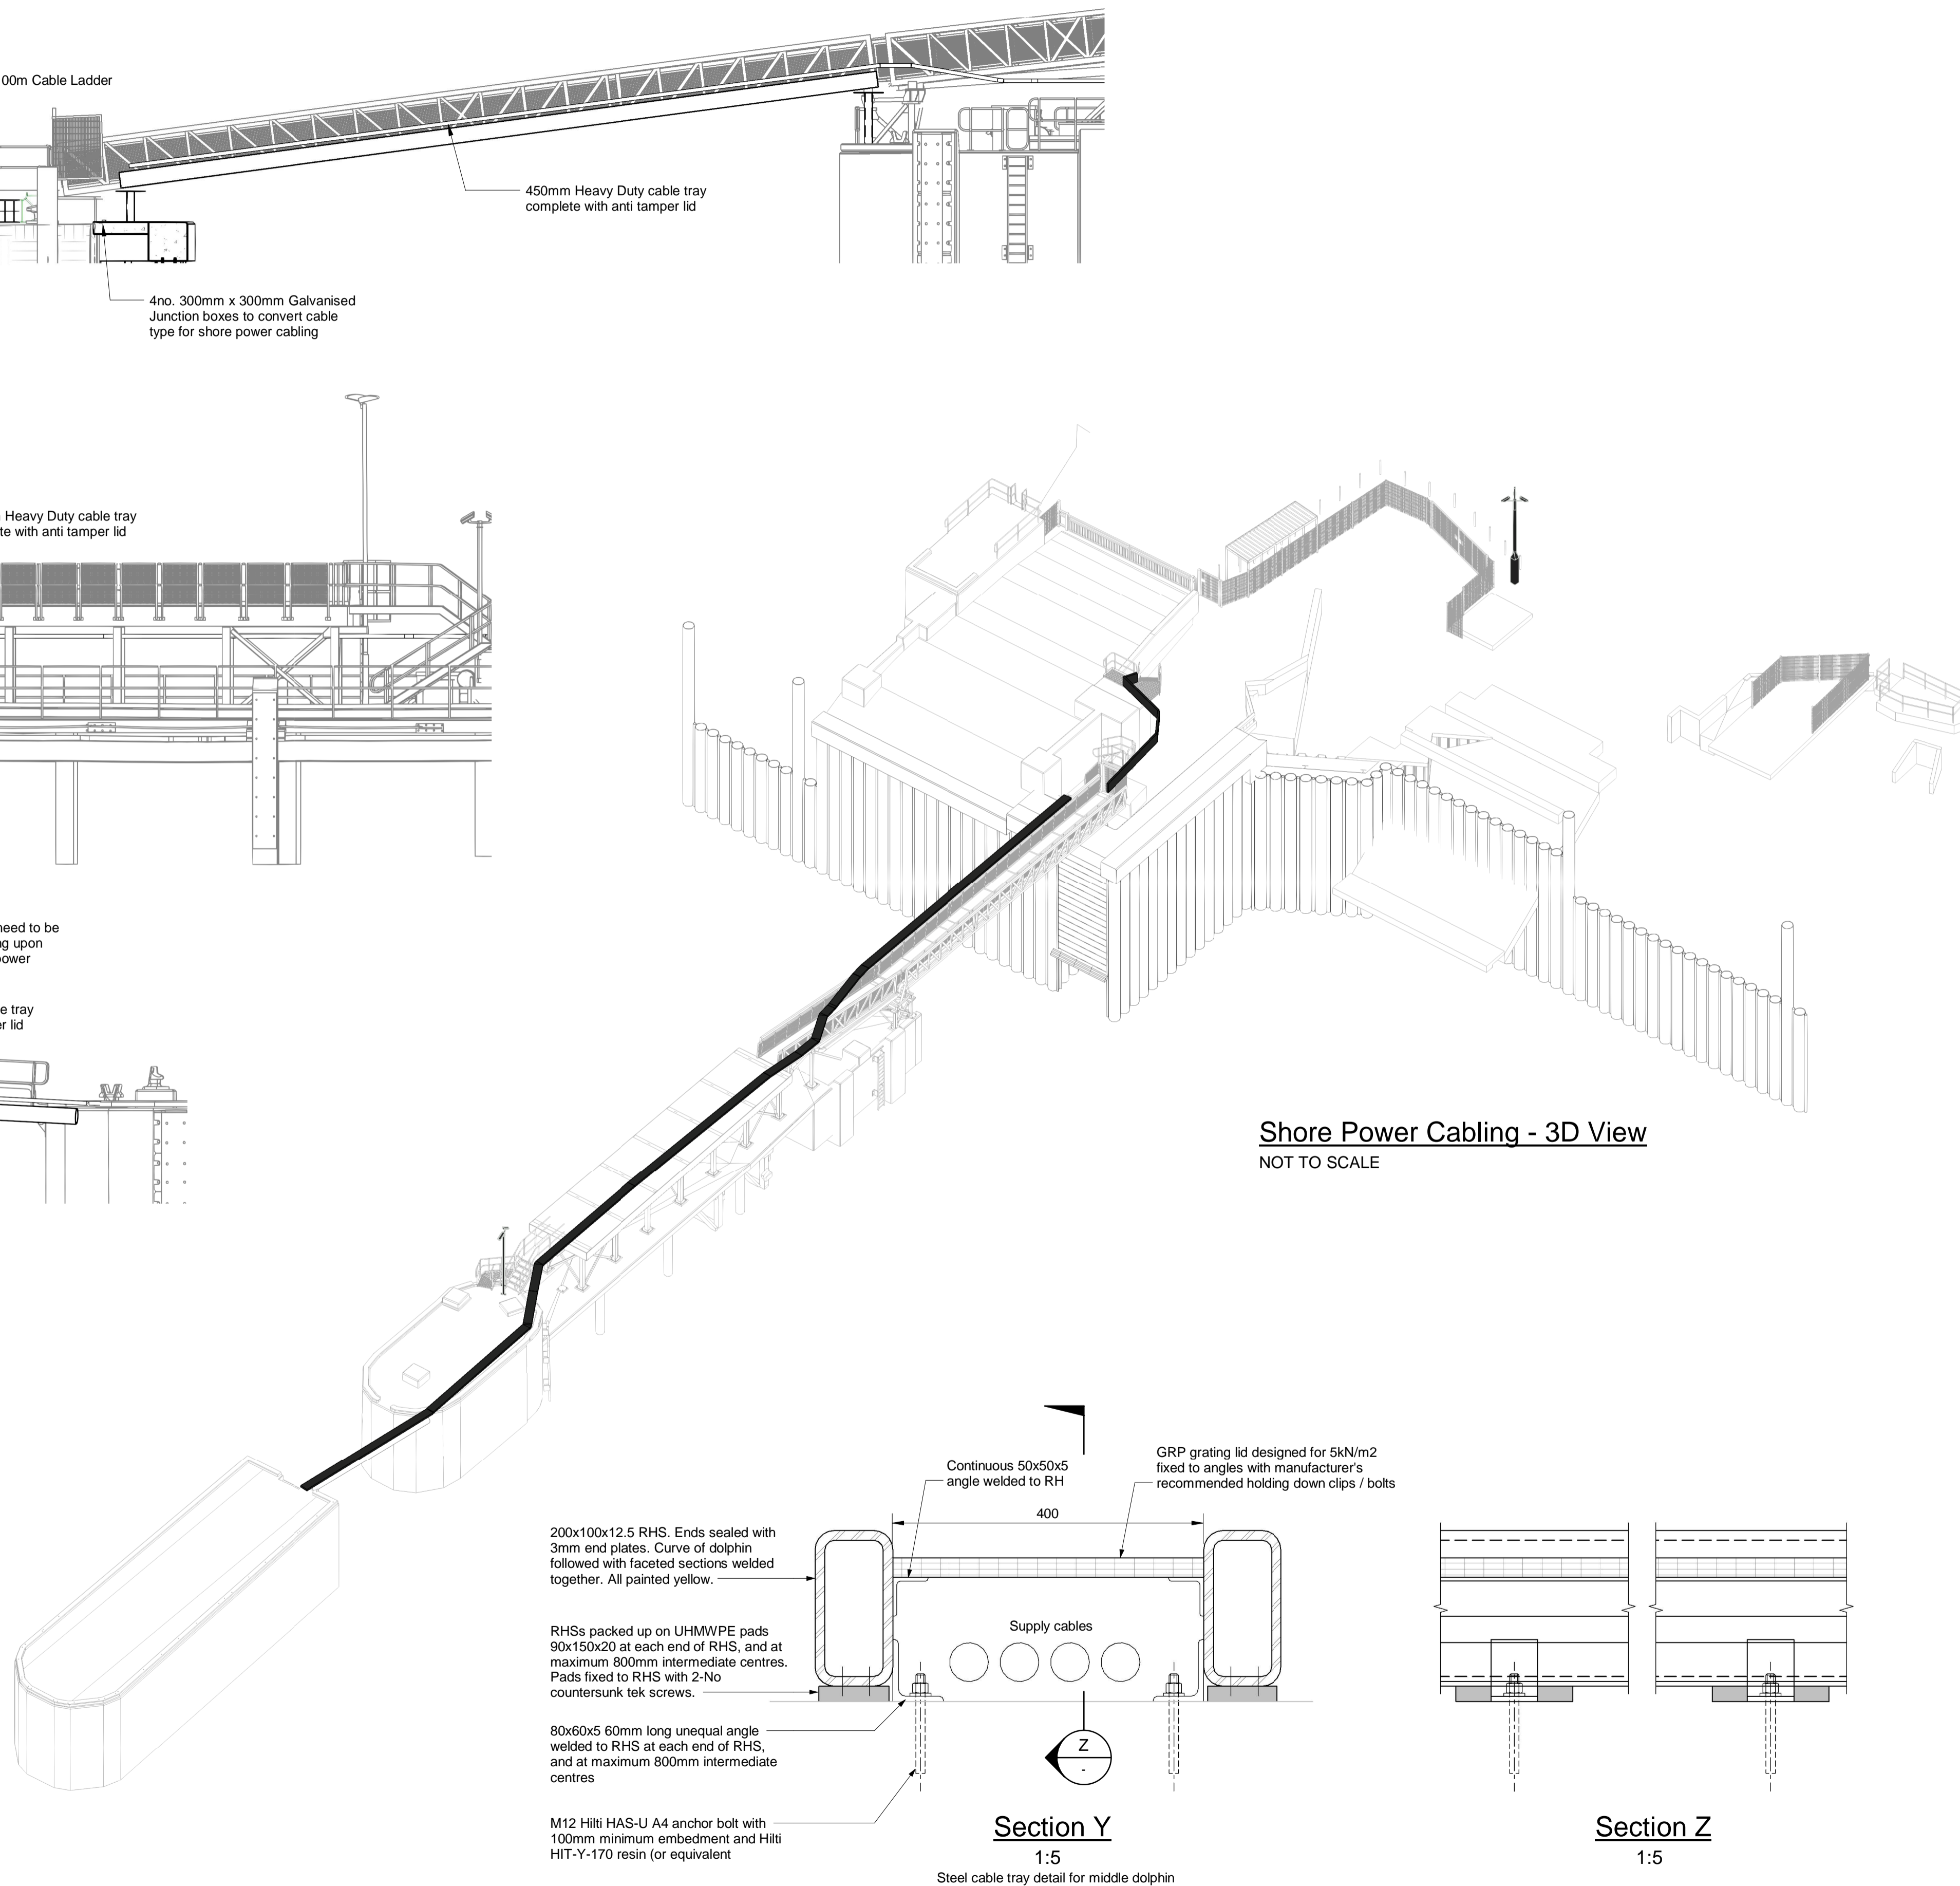 00m Cable Ladder
450mm Heavy Duty cable tray
complete with anti tamper lid
4no. 300mm x 300mm Galvanised
Junction boxes to convert cable
type for shore power cabling
Heavy Duty cable tray
te with anti tamper lid
need to be
ng upon
power
e tray
er lid
Shore Power Cabling - 3D View
NOT TO SCALE
Continuous 50x50x5
angle welded to RH
GRP grating lid designed for 5kN/m2
fixed to angles with manufacturer's
recommended holding down clips / bolts
400
200x100x12.5 RHS. Ends sealed with
3mm end plates. Curve of dolphin
followed with faceted sections welded
together. All painted yellow.
Supply cables
RHSs packed up on UHMWPE pads
90x150x20 at each end of RHS, and at
maximum 800mm intermediate centres.
Pads fixed to RHS with 2-No
countersunk tek screws.
80x60x5 60mm long unequal angle
welded to RHS at each end of RHS,
and at maximum 800mm intermediate
centres
Z
-
M12 Hilti HAS-U A4 anchor bolt with
100mm minimum embedment and Hilti
HIT-Y-170 resin (or equivalent
Section Y
1:5
Steel cable tray detail for middle dolphin
Section Z
1:5